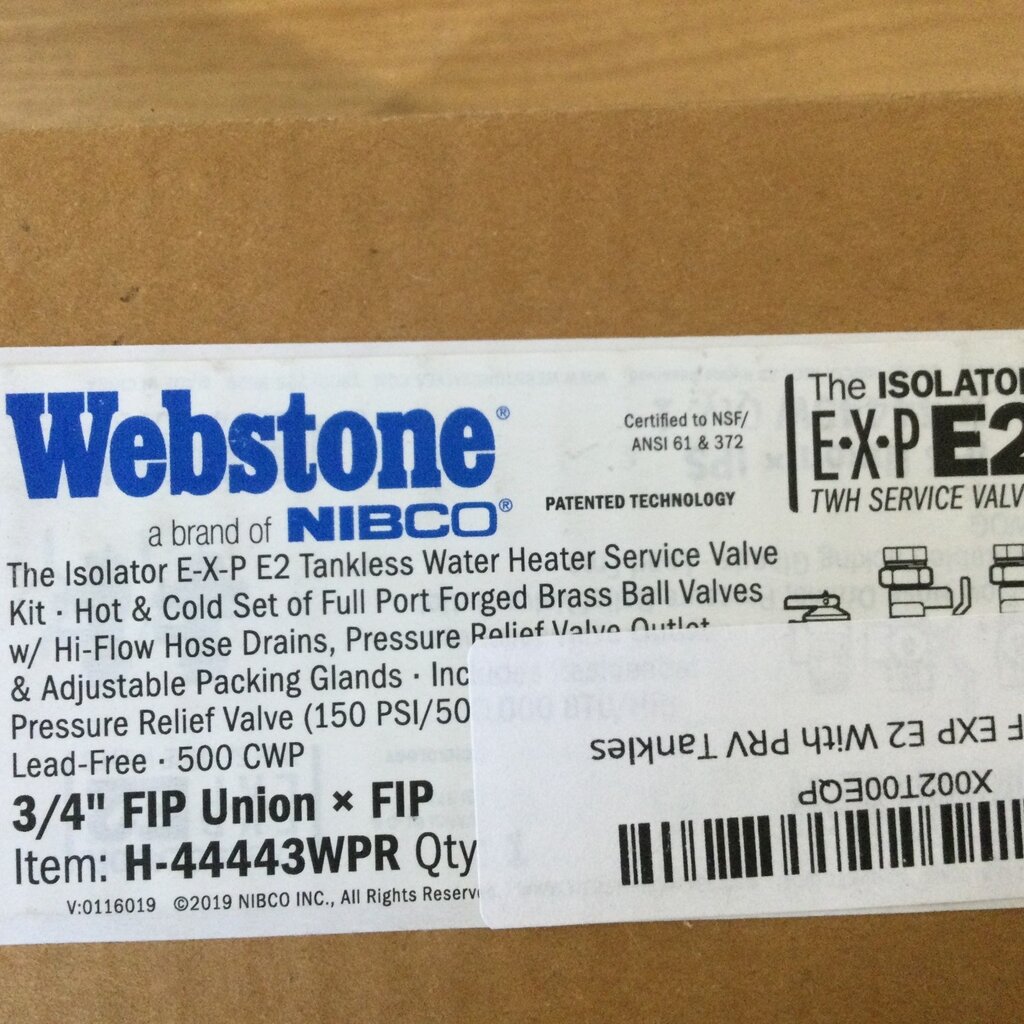 Webstone®
a brand of NIBCO®
Certified to NSF/
ANSI 61 & 372
PATENTED TECHNOLOGY
The ISOLATO
E·X·P E2
TWH SERVICE VALV
The Isolator E-X-P E2 Tankless Water Heater Service Valve
Kit · Hot & Cold Set of Full Port Forged Brass Ball Valves
w/ Hi-Flow Hose Drains, Pressure Relief Valve Outlet
& Adjustable Packing Glands · Inc
Pressure Relief Valve (150 PSI/50
Lead-Free · 500 CWP
3/4" FIP Union × FIP
Item: H-44443WPR Qty
V:0116019 ©2019 NIBCO INC., All Rights Reserv
X002T00EQP
F EXP E2 With PRV Tankles